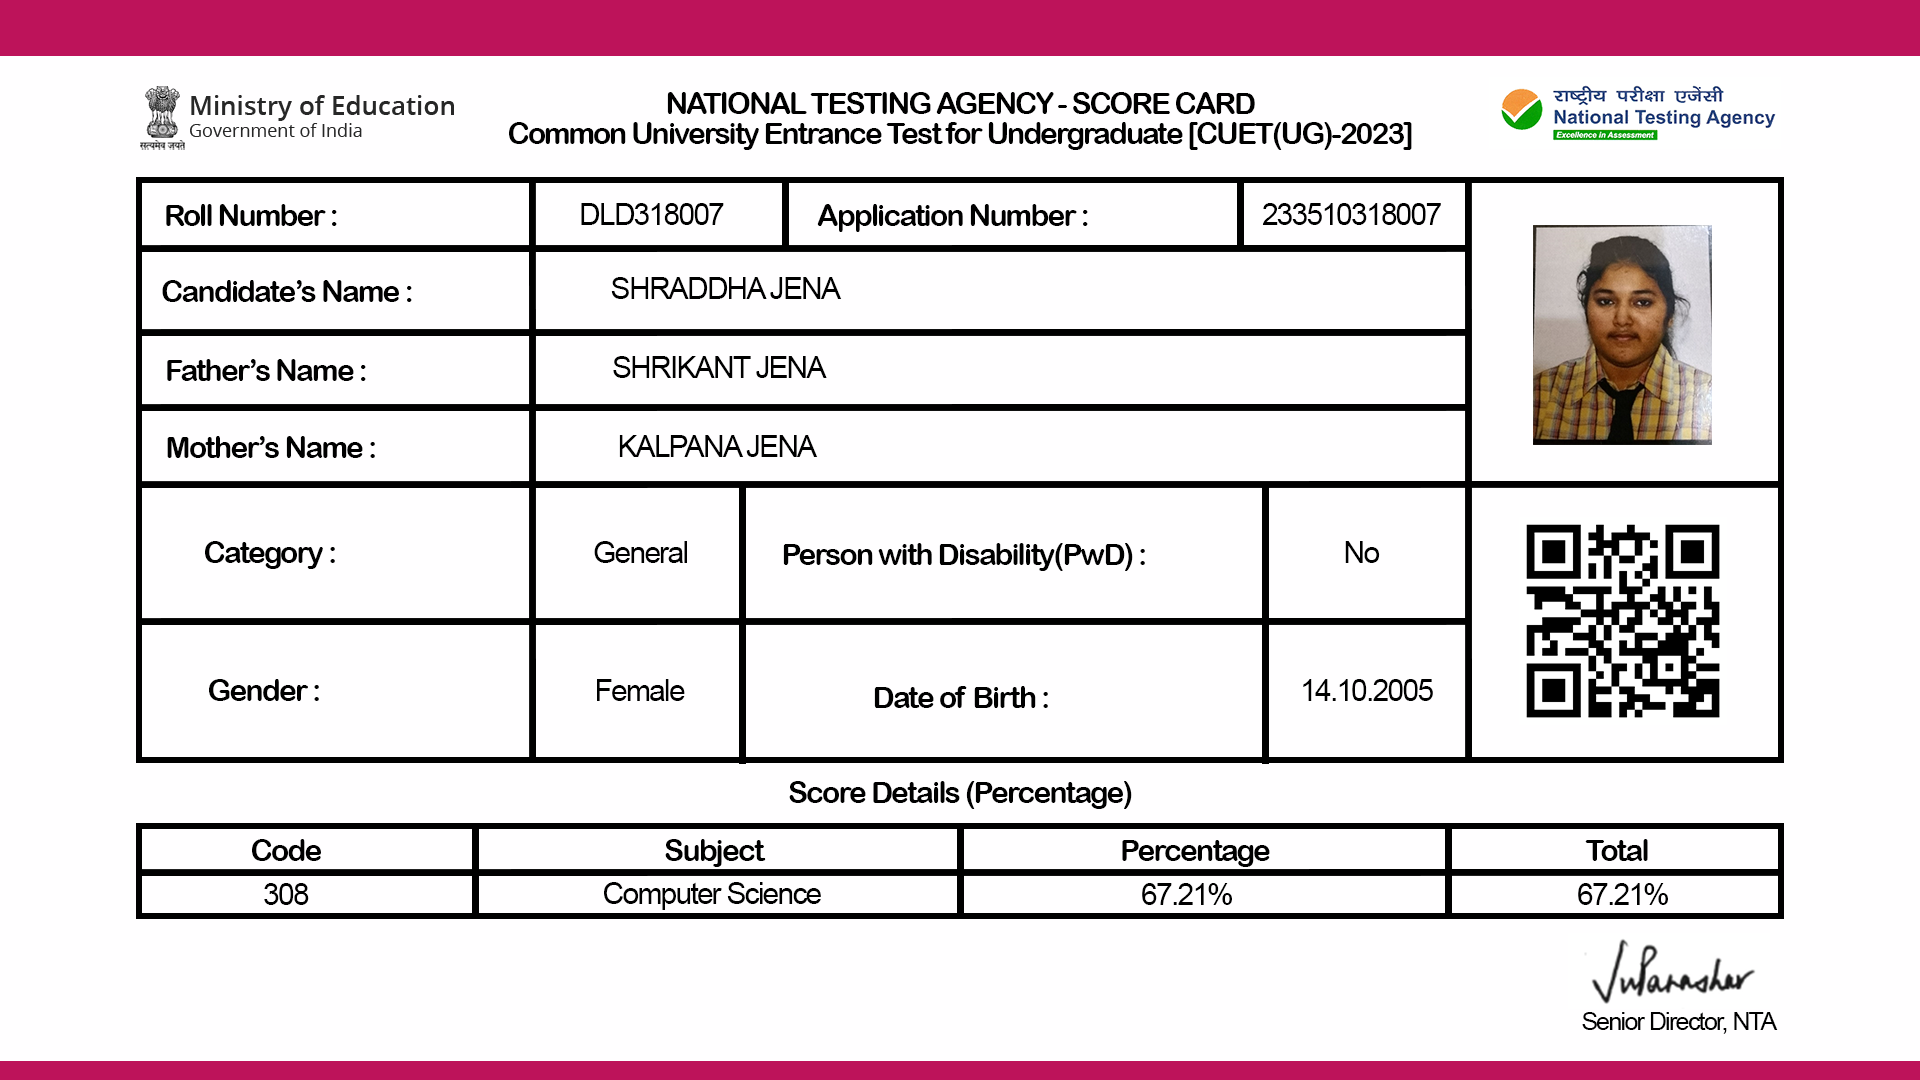 Ministry of Education
Government of India
सत्यमेव जयते
NATIONAL TESTING AGENCY - SCORE CARD
Common University Entrance Test for Undergraduate [CUET(UG)-2023]
राष्ट्रीय परीक्षा एजेंसी
National Testing Agency
Excellence in Assessment
Roll Number : DLD318007 Application Number : 233510318007
Candidate’s Name : SHRADDHA JENA
Father’s Name : SHRIKANT JENA
Mother’s Name : KALPANA JENA
Category : General Person with Disability(PwD) : No
Gender : Female Date of Birth : 14.10.2005
Score Details (Percentage)
Code Subject Percentage Total
308 Computer Science 67.21% 67.21%
Senior Director, NTA